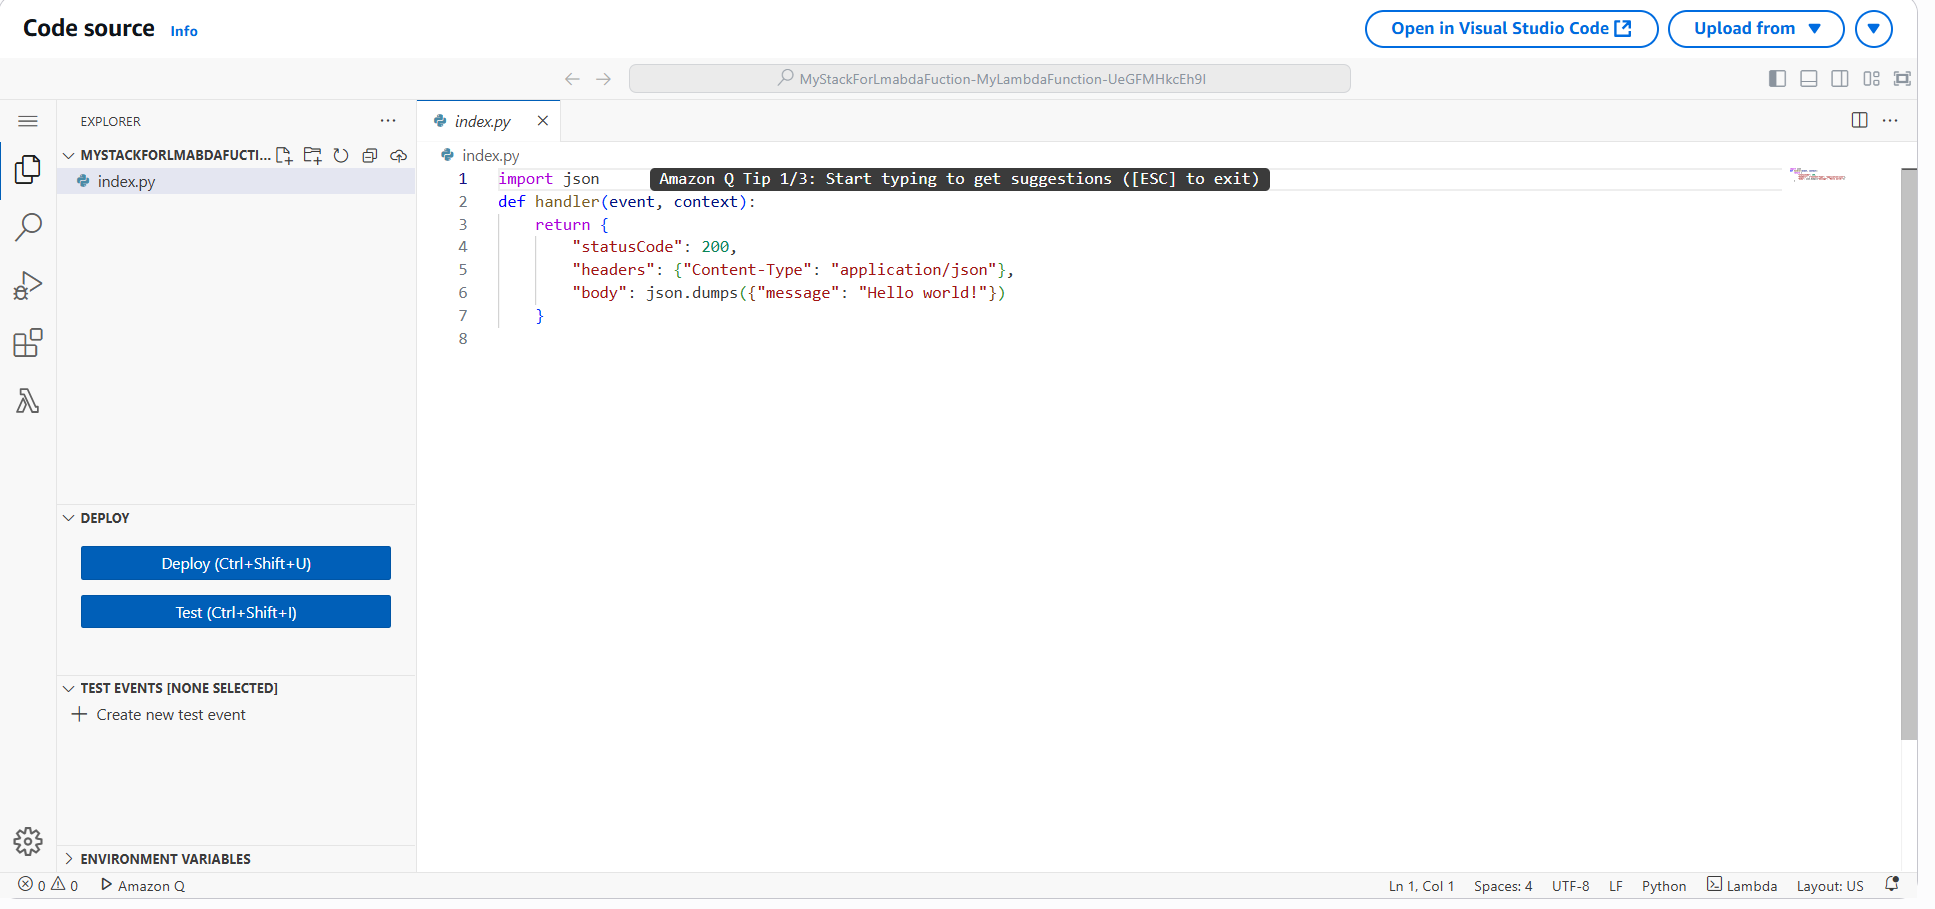 Code source Info
Open in Visual Studio Code
Upload from
MyStackForLmabdaFuction-MyLambdaFunction-UeGFMHkcEh9I
EXPLORER
MYSTACKFORLMABDAFUCTI...
index.py
index.py
index.py
1 import json
Amazon Q Tip 1/3: Start typing to get suggestions ([ESC] to exit)
2 def handler(event, context):
3 return {
4 "statusCode": 200,
5 "headers": {"Content-Type": "application/json"},
6 "body": json.dumps({"message": "Hello world!"})
7 }
8
DEPLOY
Deploy (Ctrl+Shift+U)
Test (Ctrl+Shift+I)
TEST EVENTS [NONE SELECTED]
Create new test event
ENVIRONMENT VARIABLES
0 0 Amazon Q
Ln 1, Col 1 Spaces: 4 UTF-8 LF Python Lambda Layout: US